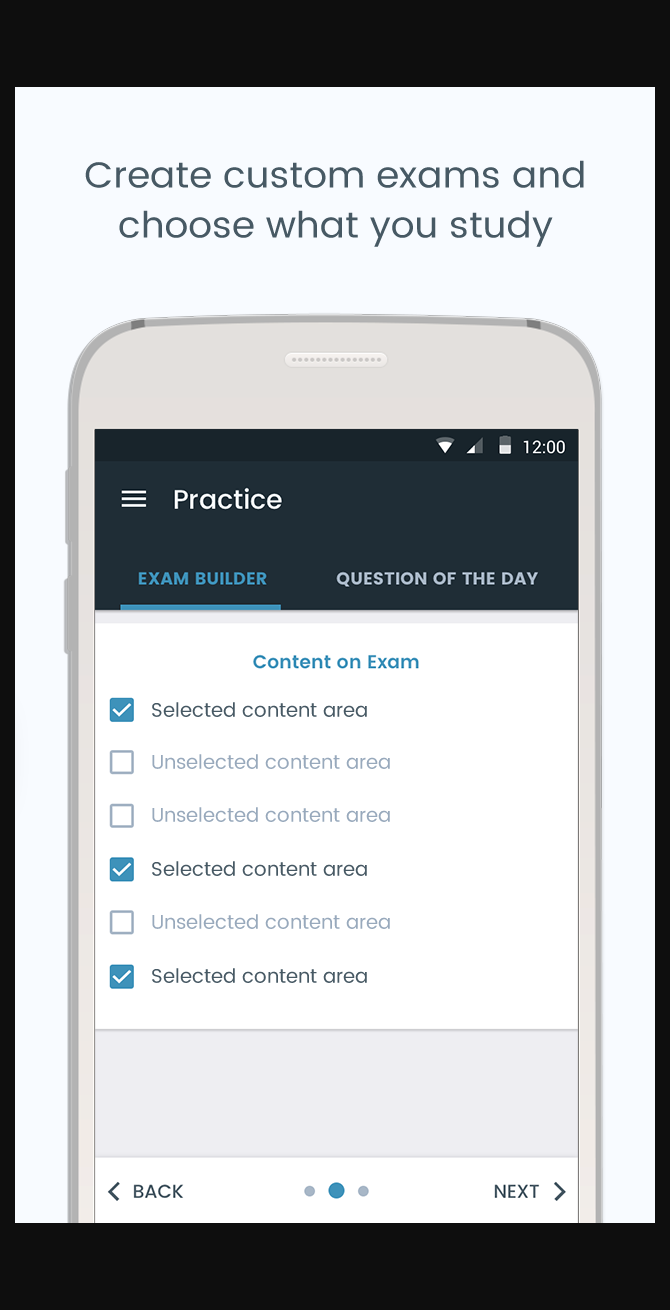 Create custom exams and
choose what you study
12:00
Practice
EXAM BUILDER
QUESTION OF THE DAY
Content on Exam
Selected content area
Unselected content area
Unselected content area
Selected content area
Unselected content area
Selected content area
BACK
NEXT